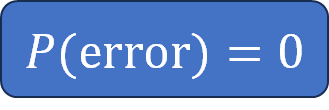 P(error) = 0